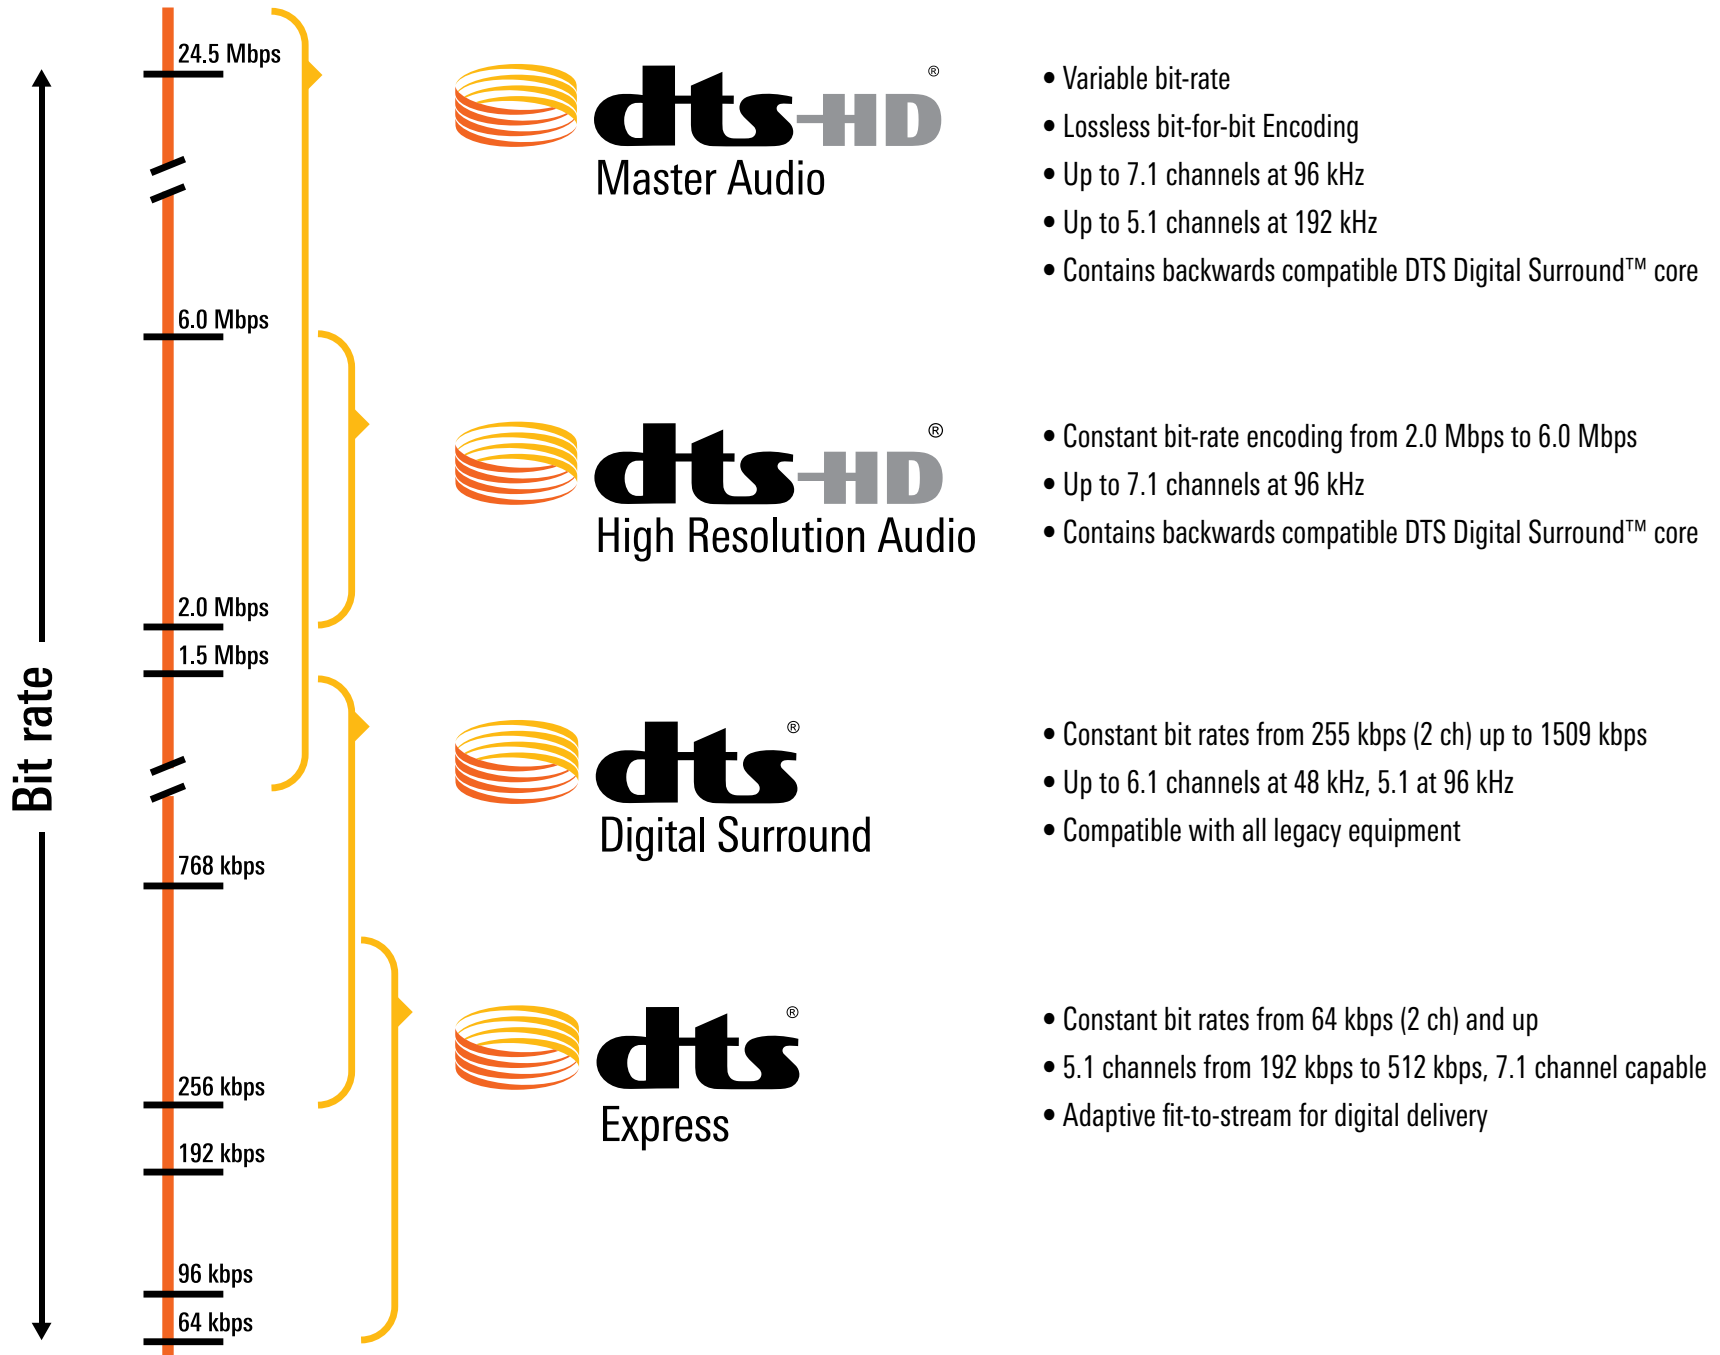 24.5 Mbps
6.0 Mbps
2.0 Mbps
1.5 Mbps
768 kbps
256 kbps
192 kbps
96 kbps
64 kbps
Bit rate
dts-HD®
Master Audio
• Variable bit-rate
• Lossless bit-for-bit Encoding
• Up to 7.1 channels at 96 kHz
• Up to 5.1 channels at 192 kHz
• Contains backwards compatible DTS Digital Surround™ core
dts-HD®
High Resolution Audio
• Constant bit-rate encoding from 2.0 Mbps to 6.0 Mbps
• Up to 7.1 channels at 96 kHz
• Contains backwards compatible DTS Digital Surround™ core
dts®
Digital Surround
• Constant bit rates from 255 kbps (2 ch) up to 1509 kbps
• Up to 6.1 channels at 48 kHz, 5.1 at 96 kHz
• Compatible with all legacy equipment
dts®
Express
• Constant bit rates from 64 kbps (2 ch) and up
• 5.1 channels from 192 kbps to 512 kbps, 7.1 channel capable
• Adaptive fit-to-stream for digital delivery